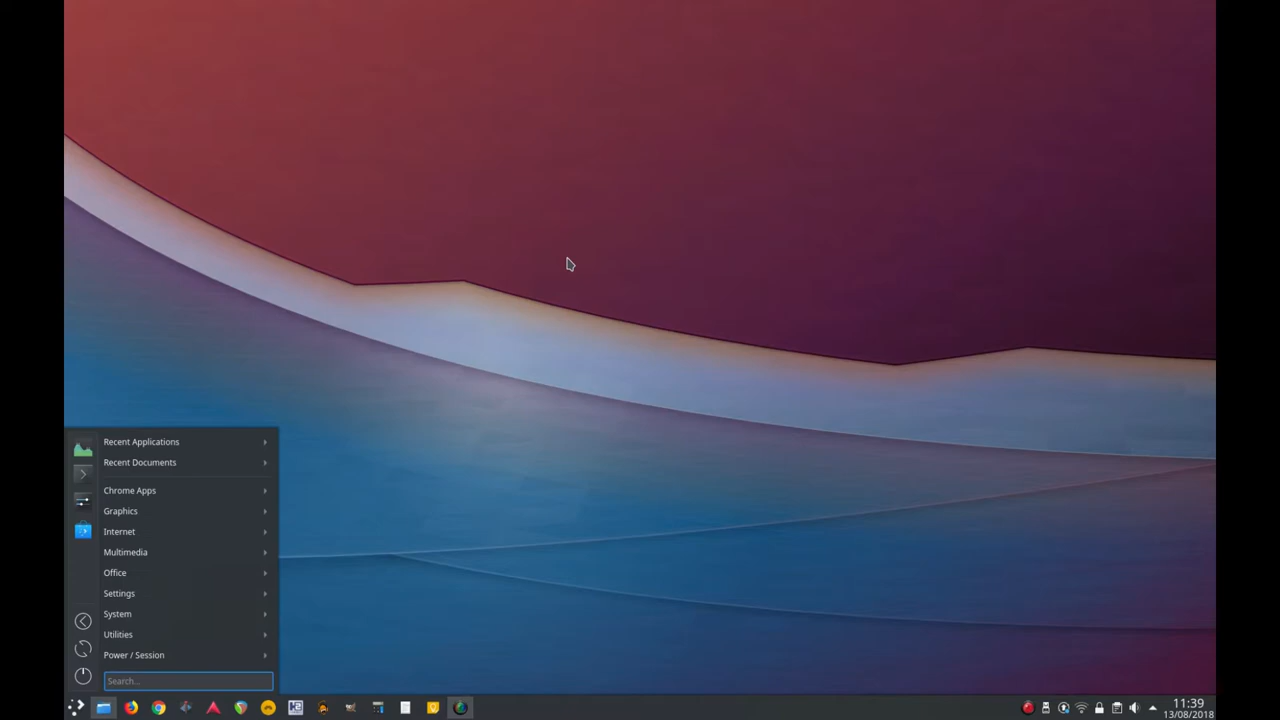 Recent Applications
Recent Documents
Chrome Apps
Graphics
Internet
Multimedia
Office
Settings
System
Utilities
Power / Session
Search...
11:39
13/08/2018